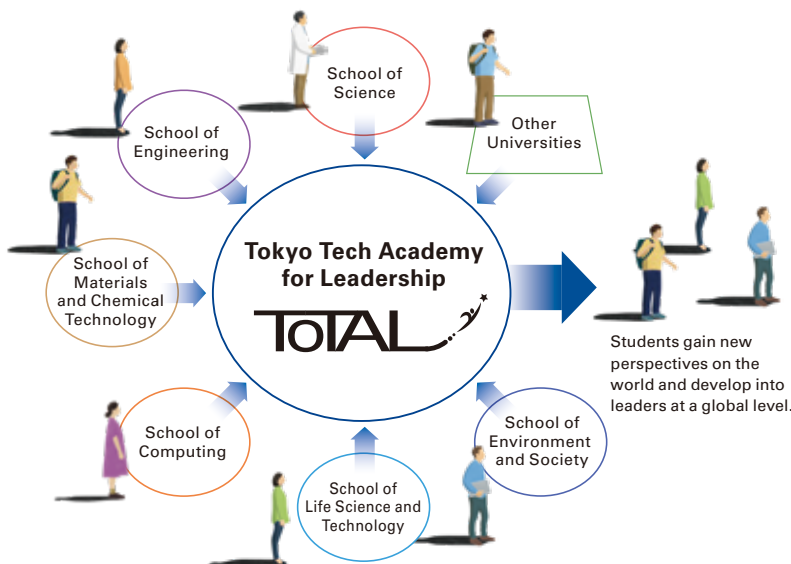 School of
Science
School of
Engineering
Other
Universities
Tokyo Tech Academy
for Leadership
ToTAL
School of
Materials
and Chemical
Technology
Students gain new
perspectives on the
world and develop into
leaders at a global level.
School of
Computing
School of
Environment
and Society
School of
Life Science and
Technology